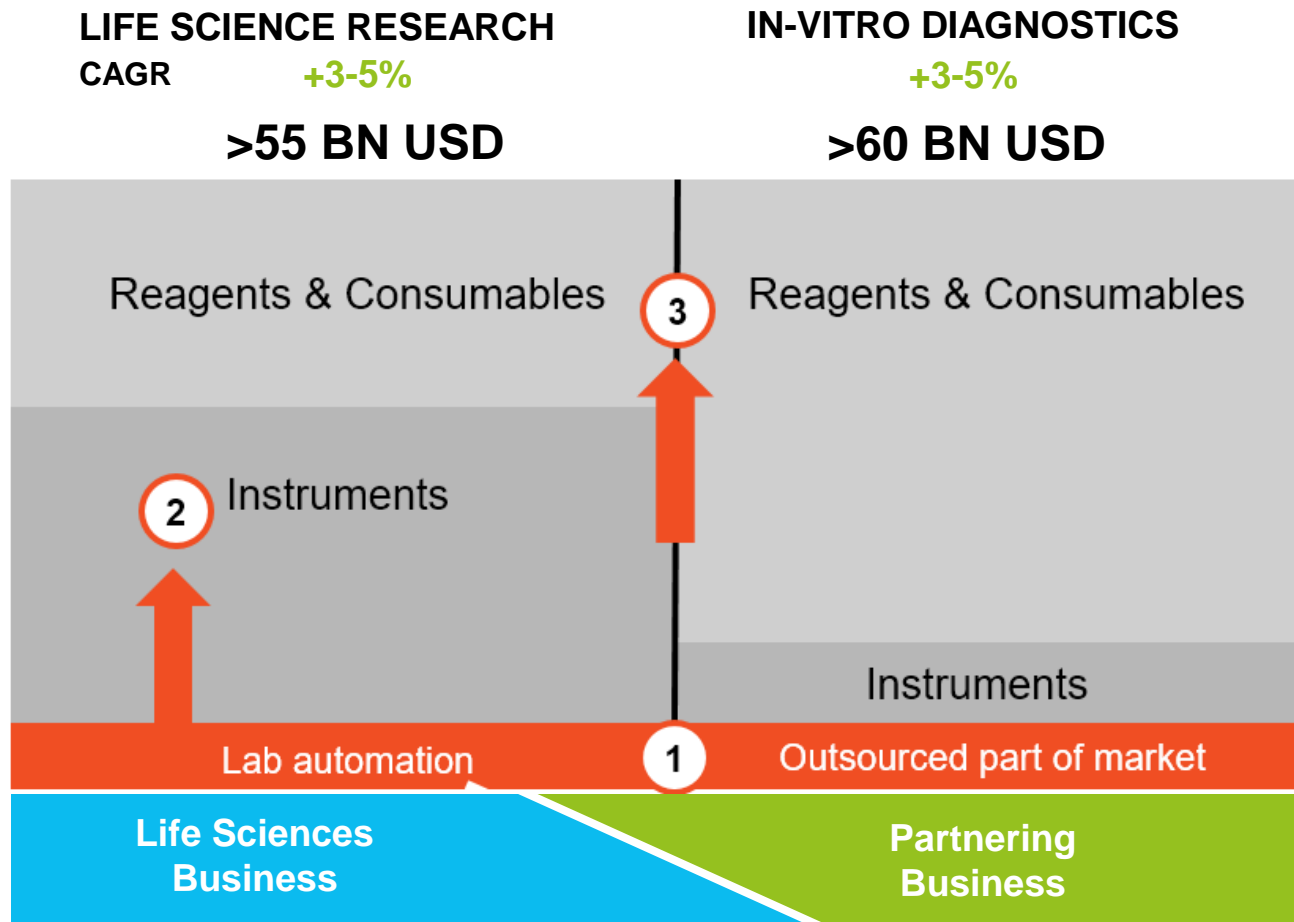 LIFE SCIENCE RESEARCH
CAGR +3-5%
>55 BN USD
IN-VITRO DIAGNOSTICS
+3-5%
>60 BN USD
Reagents & Consumables
3
Reagents & Consumables
2
Instruments
Instruments
Lab automation
1
Outsourced part of market
Life Sciences
Business
Partnering
Business